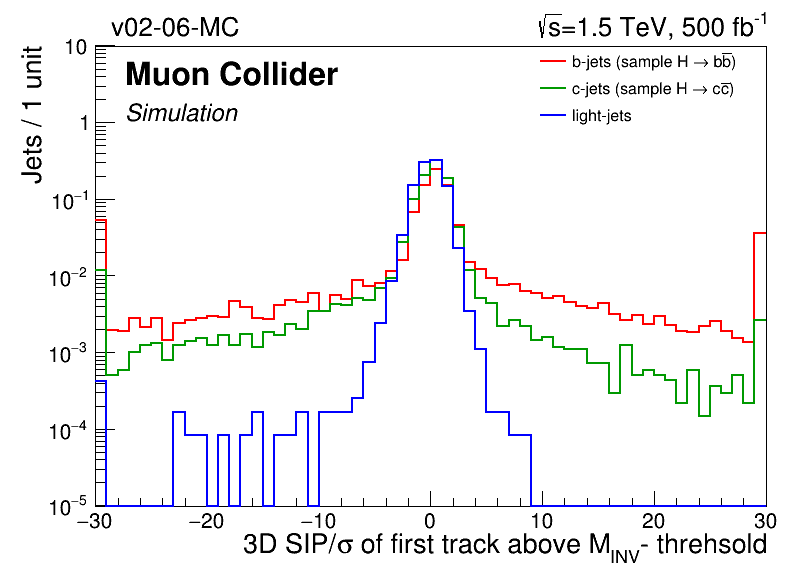 v02-06-MC
√s=1.5 TeV, 500 fb⁻¹
Muon Collider
Simulation
b-jets (sample H → bb̅)
c-jets (sample H → cc̅)
light-jets
Jets / 1 unit
10
1
10⁻¹
10⁻²
10⁻³
10⁻⁴
10⁻⁵
−30 −20 −10 0 10 20 30
3D SIP/σ of first track above M_INV- threhsold